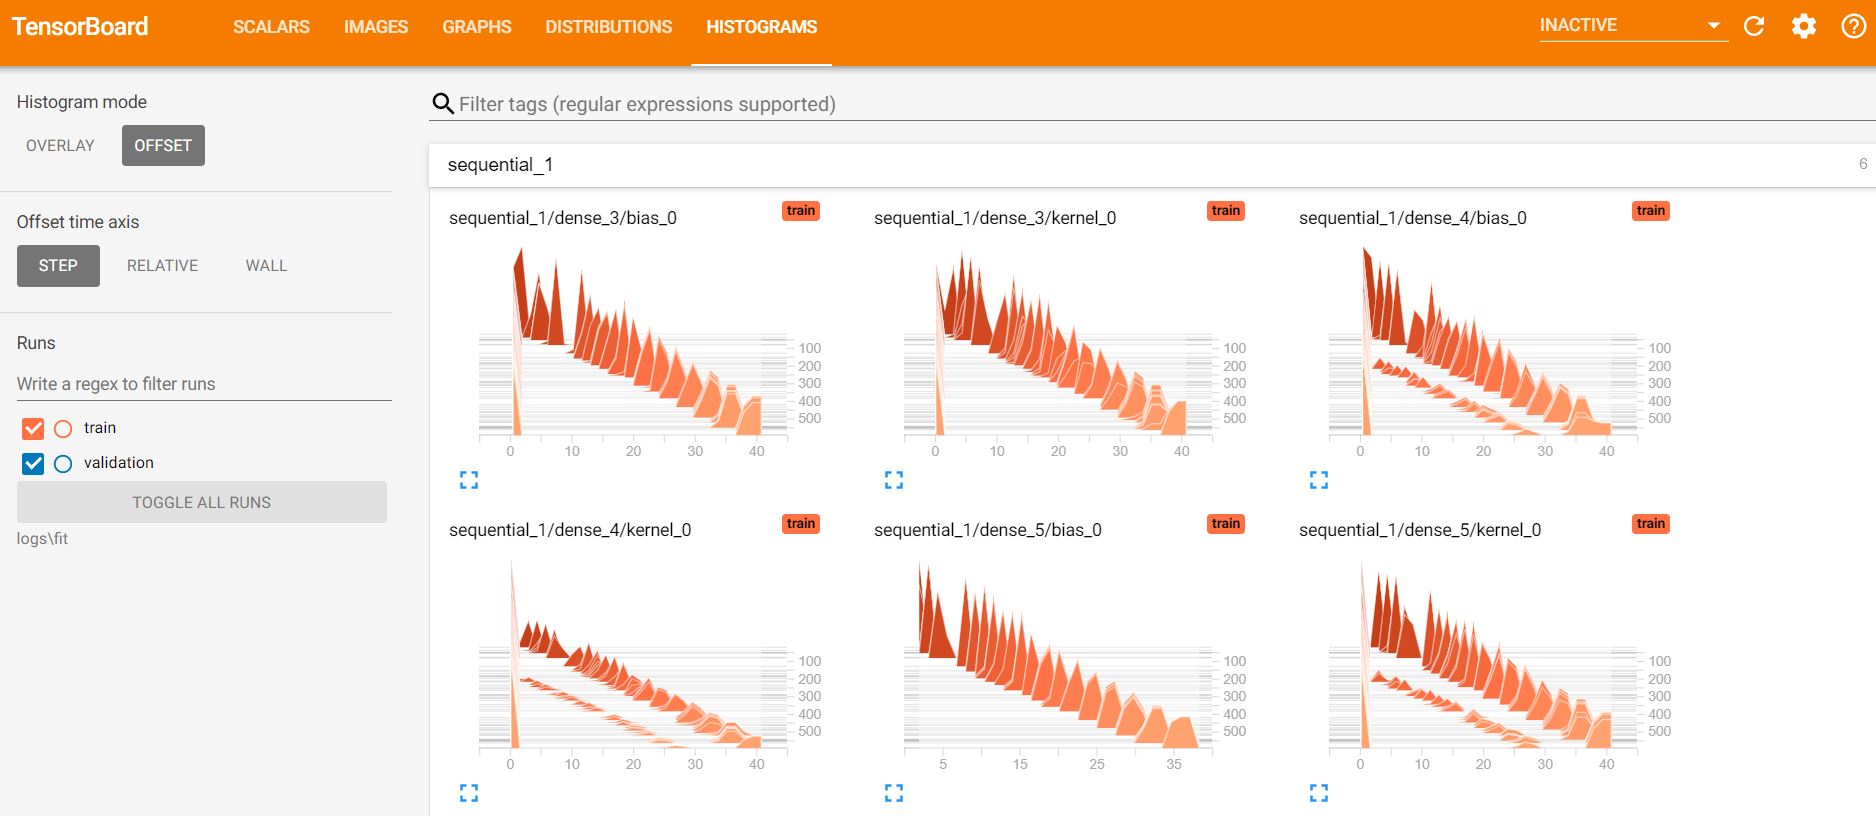 TensorBoard SCALARS IMAGES GRAPHS DISTRIBUTIONS HISTOGRAMS INACTIVE
Histogram mode
OVERLAY OFFSET
Offset time axis
STEP RELATIVE WALL
Runs
Write a regex to filter runs
train
validation
TOGGLE ALL RUNS
logs\fit
Filter tags (regular expressions supported)
sequential_1 6
sequential_1/dense_3/bias_0 train
100
200
300
400
500
0 10 20 30 40
sequential_1/dense_3/kernel_0 train
100
200
300
400
500
0 10 20 30 40
sequential_1/dense_4/bias_0 train
100
200
300
400
500
0 10 20 30 40
sequential_1/dense_4/kernel_0 train
100
200
300
400
500
0 10 20 30 40
sequential_1/dense_5/bias_0 train
100
200
300
400
500
5 15 25 35
sequential_1/dense_5/kernel_0 train
100
200
300
400
500
0 10 20 30 40